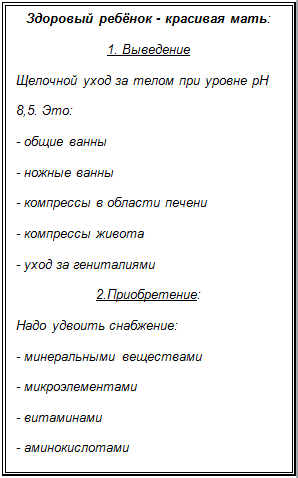 Здоровый ребёнок - красивая мать:
1. Выведение
Щелочной уход за телом при уровне pH
8,5. Это:
- общие ванны
- ножные ванны
- компрессы в области печени
- компрессы живота
- уход за гениталиями
2.Приобретение:
Надо удвоить снабжение:
- минеральными веществами
- микроэлементами
- витаминами
- аминокислотами